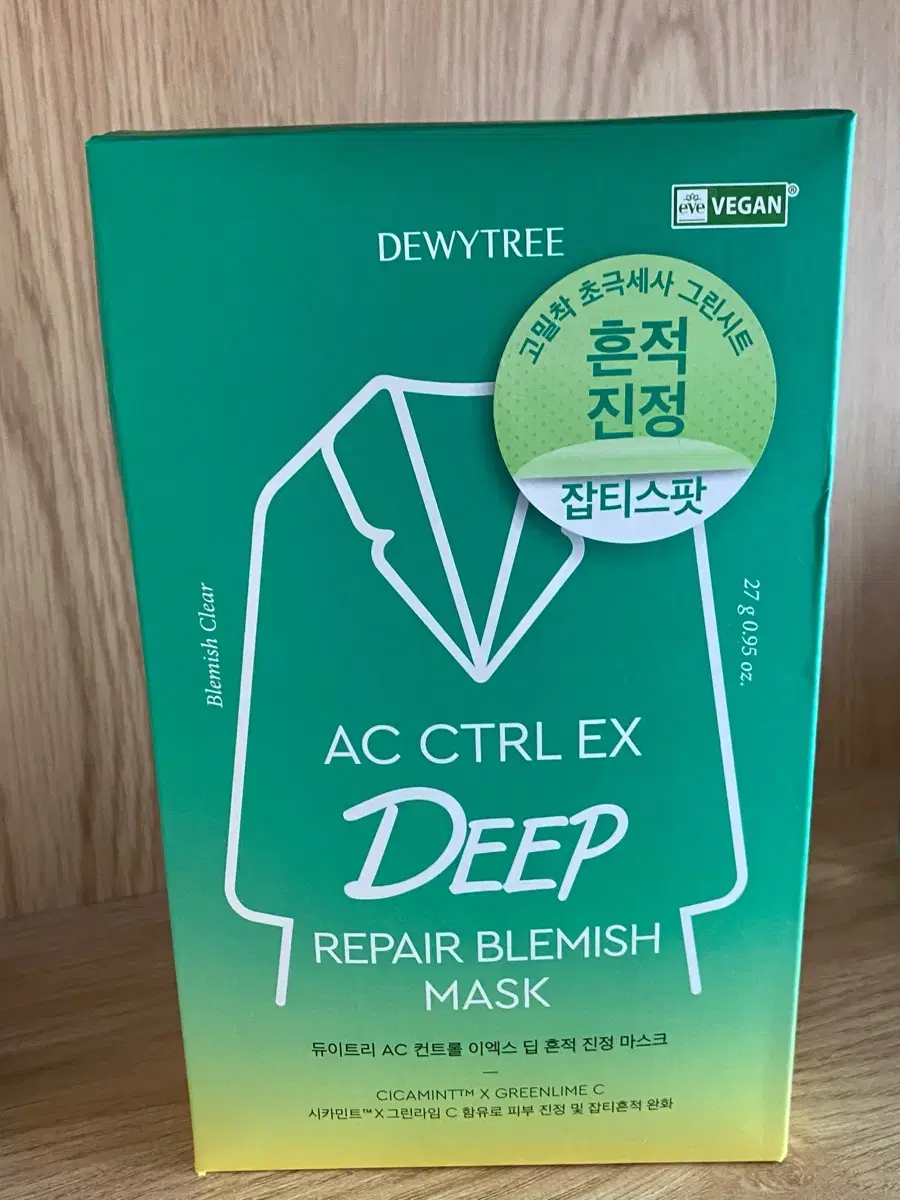 eve VEGAN®
DEWYTREE
고밀착 초극세사 그린시트
흔적
진정
잡티스팟
Blemish Clear
27 g 0.95 oz.
AC CTRL EX
DEEP
REPAIR BLEMISH
MASK
듀이트리 AC 컨트롤 이엑스 딥 흔적 진정 마스크
CICAMINT™ X GREENLIME C
시카민트™ X 그린라임 C 함유로 피부 진정 및 잡티흔적 완화